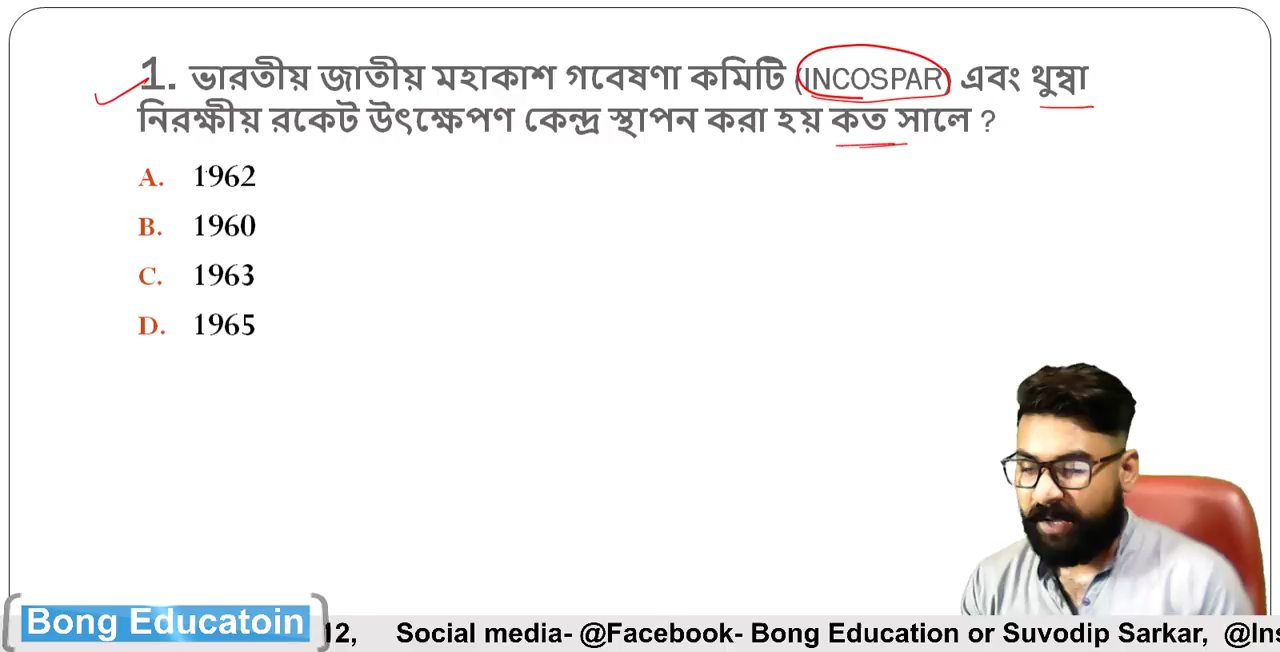 1. ভারতীয় জাতীয় মহাকাশ গবেষণা কমিটি (INCOSPAR) এবং থুম্বা
নিরক্ষীয় রকেট উৎক্ষেপণ কেন্দ্র স্থাপন করা হয় কত সালে ?
A. 1962
B. 1960
C. 1963
D. 1965
Bong Educatoin
12, Social media- @Facebook- Bong Education or Suvodip Sarkar, @Ins